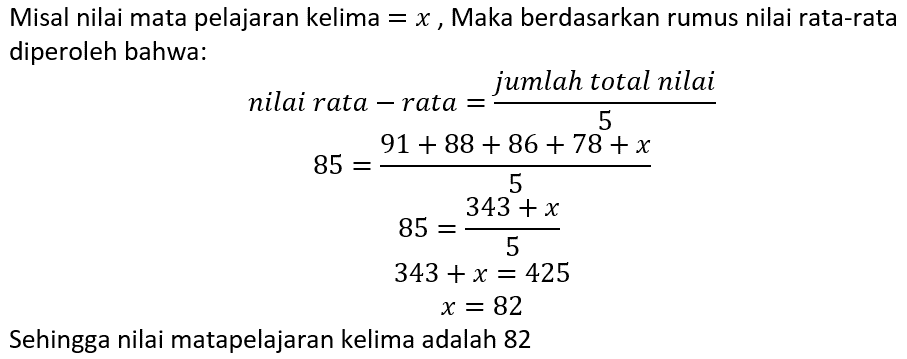 Misal nilai mata pelajaran kelima = x , Maka berdasarkan rumus nilai rata-rata
diperoleh bahwa:
nilai rata − rata = jumlah total nilai / 5
85 = 91 + 88 + 86 + 78 + x / 5
85 = 343 + x / 5
343 + x = 425
x = 82
Sehingga nilai matapelajaran kelima adalah 82